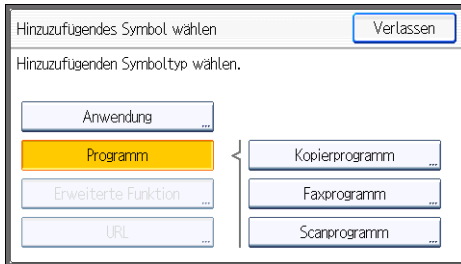 Hinzuzufügendes Symbol wählen
Verlassen
Hinzuzufügenden Symboltyp wählen.
Anwendung
Programm
Erweiterte Funktion
URL
Kopierprogramm
Faxprogramm
Scanprogramm